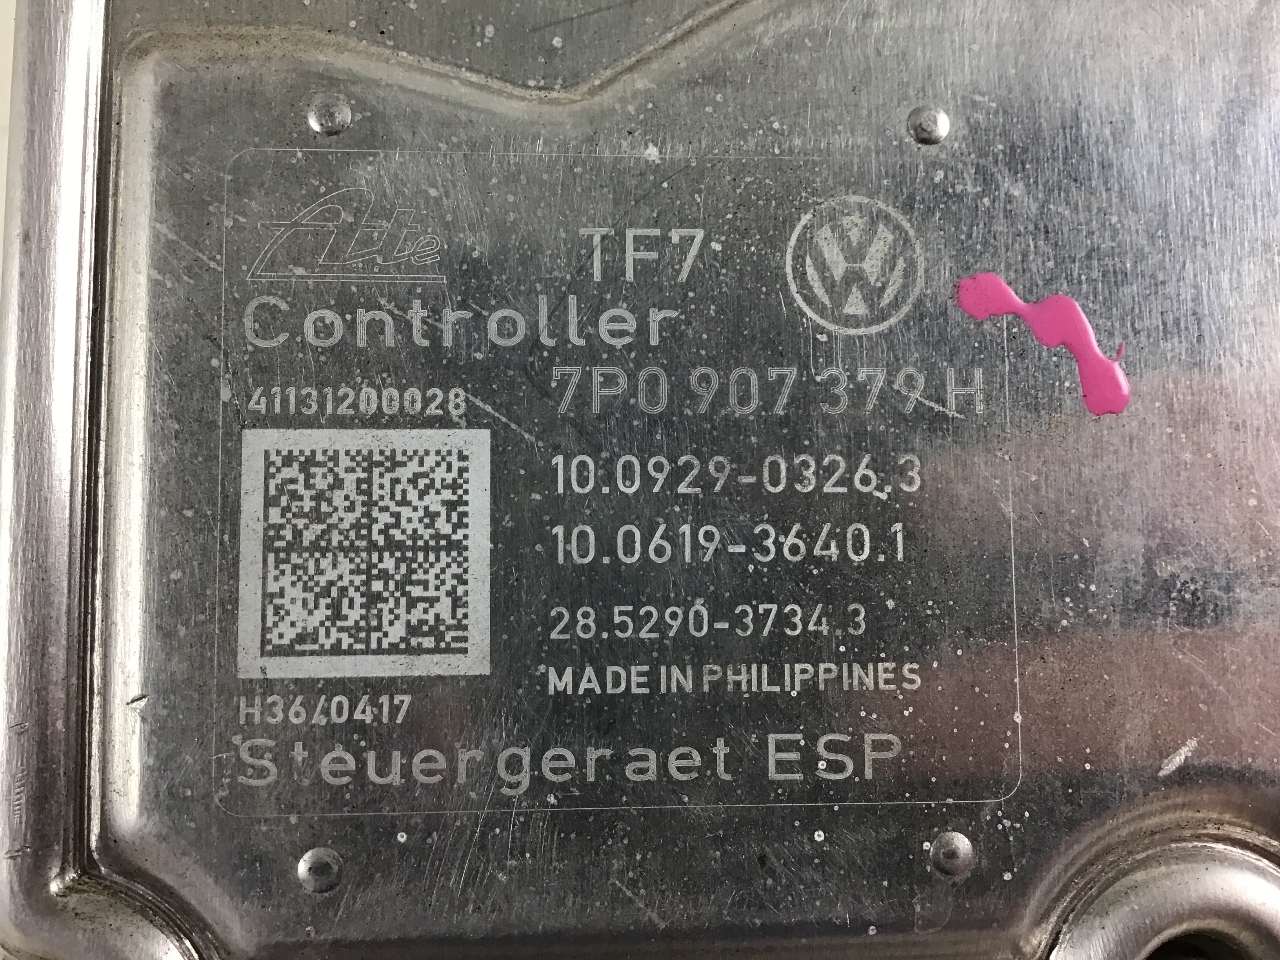 Ate TF7
Controller
7P0 907 379 H
41131200028
10.0929-0326.3
10.0619-3640.1
28.5290-3734.3
MADE IN PHILIPPINES
H3640417
Steuergeraet ESP